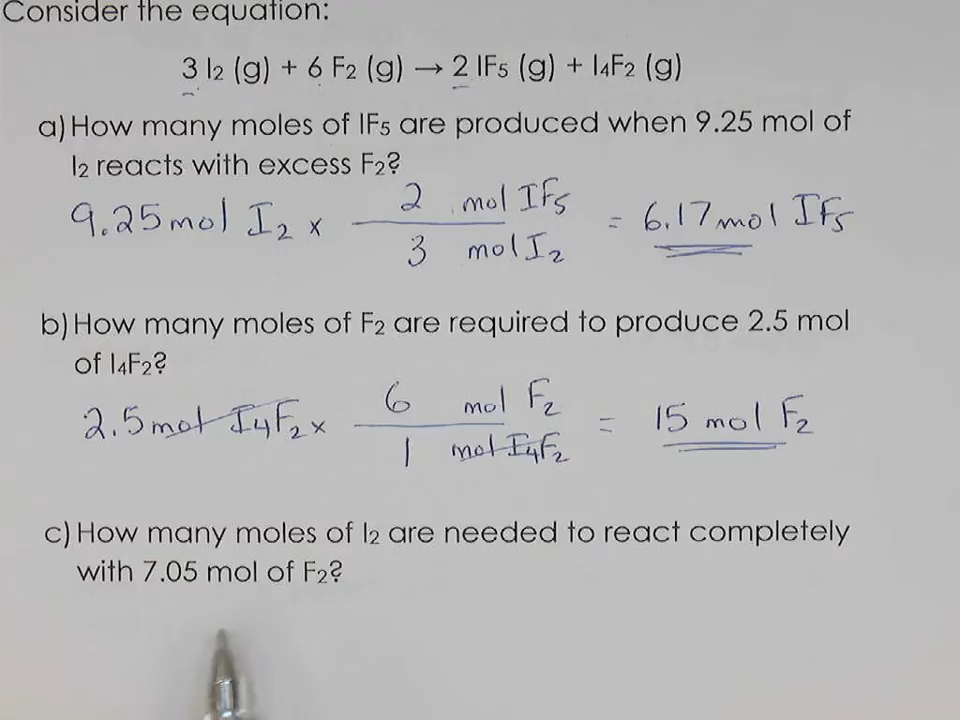 Consider the equation:
3 I₂ (g) + 6 F₂ (g) → 2 IF₅ (g) + I₄F₂ (g)
a) How many moles of IF₅ are produced when 9.25 mol of
I₂ reacts with excess F₂?
9.25 mol I₂ x 2 mol IF₅ / 3 mol I₂ = 6.17 mol IF₅
b) How many moles of F₂ are required to produce 2.5 mol
of I₄F₂?
2.5 mol I₄F₂ x 6 mol F₂ / 1 mol I₄F₂ = 15 mol F₂
c) How many moles of I₂ are needed to react completely
with 7.05 mol of F₂?